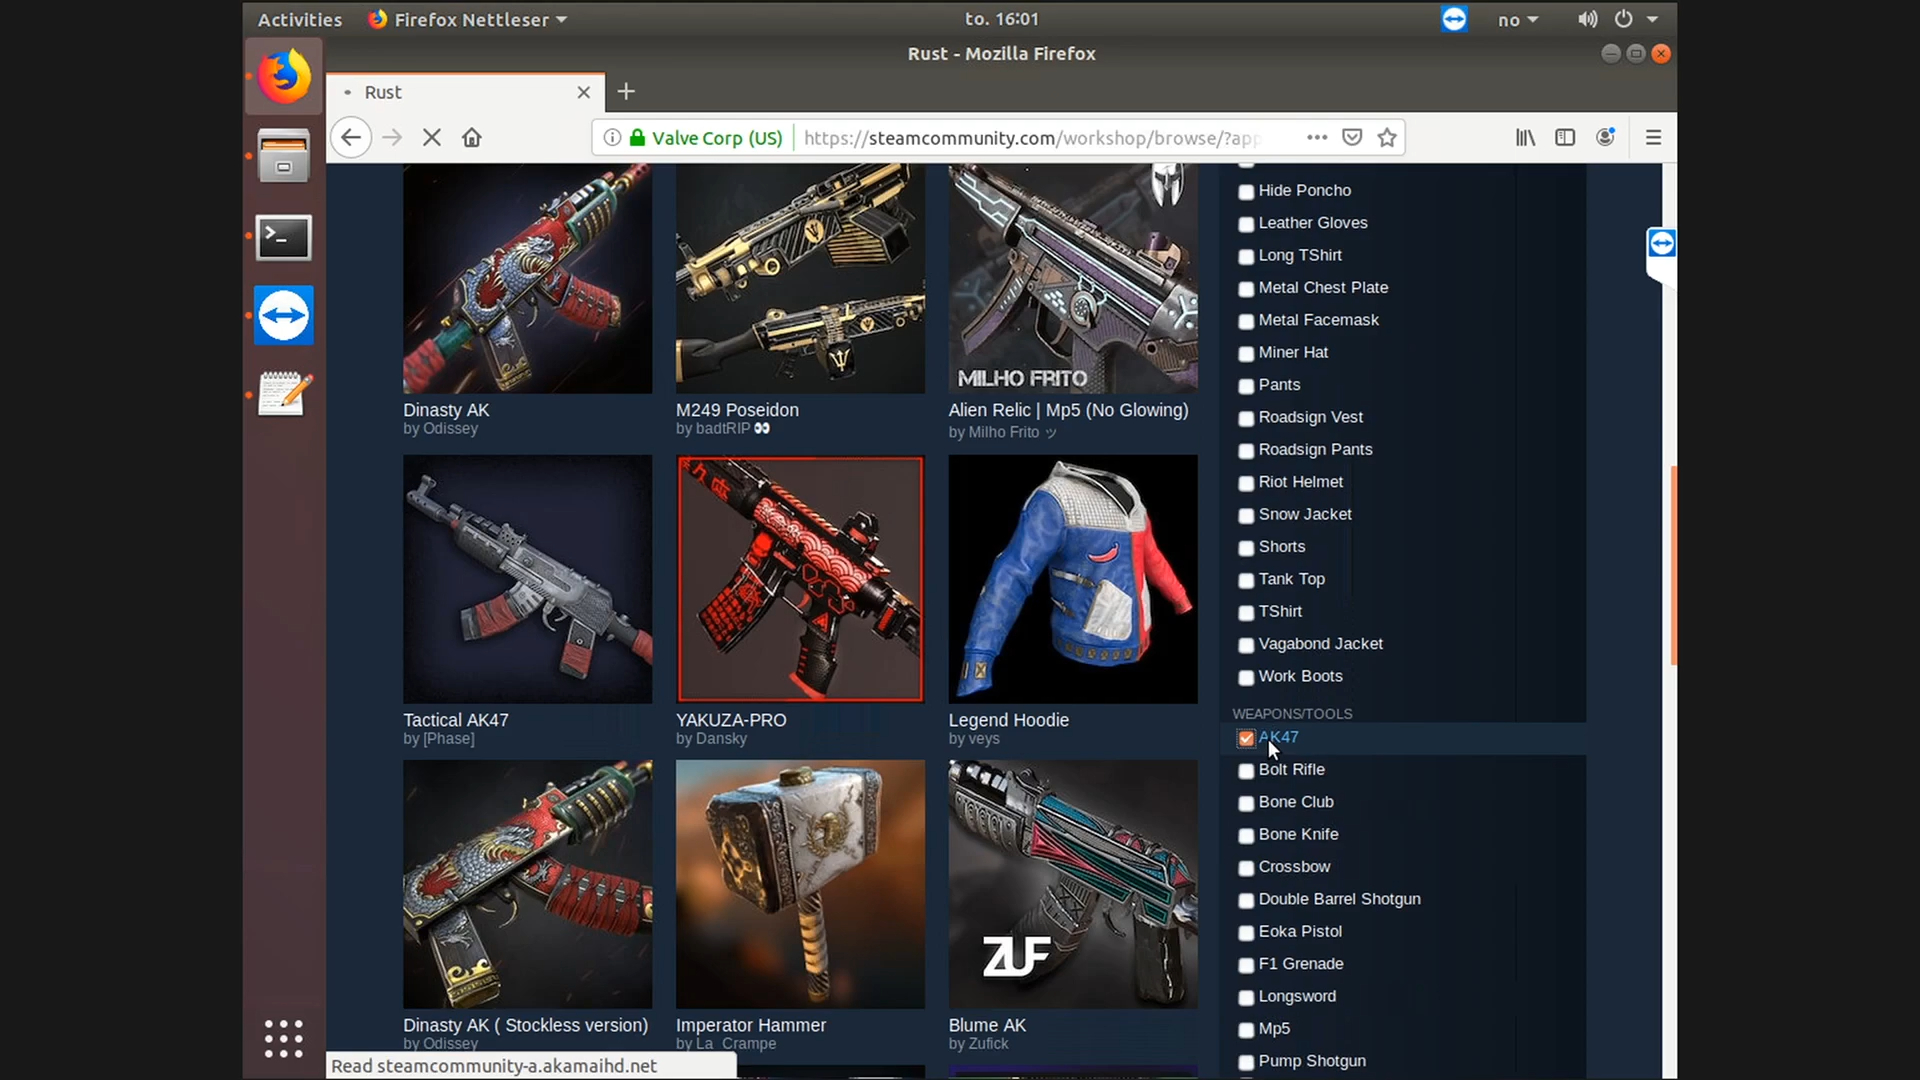 Activities
Firefox Nettleser
to. 16:01
no
Rust - Mozilla Firefox
Rust
Valve Corp (US)
https://steamcommunity.com/workshop/browse/?app
MILHO FRITO
Dinasty AK
by Odissey
M249 Poseidon
by badtRIP 👀
Alien Relic | Mp5 (No Glowing)
by Milho Frito ッ
Tactical AK47
by [Phase]
YAKUZA-PRO
by Dansky
Legend Hoodie
by veys
ZUF
Dinasty AK ( Stockless version)
by Odissey
Imperator Hammer
by La_Crampe
Blume AK
by Zufick
Hide Poncho
Leather Gloves
Long TShirt
Metal Chest Plate
Metal Facemask
Miner Hat
Pants
Roadsign Vest
Roadsign Pants
Riot Helmet
Snow Jacket
Shorts
Tank Top
TShirt
Vagabond Jacket
Work Boots
WEAPONS/TOOLS
AK47
Bolt Rifle
Bone Club
Bone Knife
Crossbow
Double Barrel Shotgun
Eoka Pistol
F1 Grenade
Longsword
Mp5
Pump Shotgun
Read steamcommunity-a.akamaihd.net